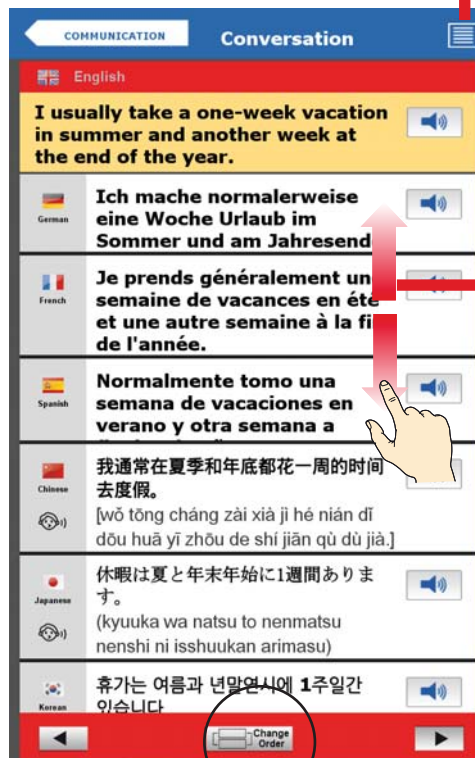 COMMUNICATION
Conversation
English
I usually take a one-week vacation
in summer and another week at
the end of the year.
German
Ich mache normalerweise
eine Woche Urlaub im
Sommer und am Jahresend
French
Je prends généralement un
semaine de vacances en été
et une autre semaine à la fi
de l'année.
Spanish
Normalmente tomo una
semana de vacaciones en
verano y otra semana a
Chinese
我通常在夏季和年底都花一周的时间
去度假。
[wǒ tōng cháng zài xià jì hé nián dǐ
dōu huā yī zhōu de shí jiān qù dù jià.]
Japanese
休暇は夏と年末年始に1週間ありま
す。
(kyuuka wa natsu to nenmatsu
nenshi ni isshuukan arimasu)
Korean
휴가는 여름과 년말연시에 1주일간
있습니다
Change
Order